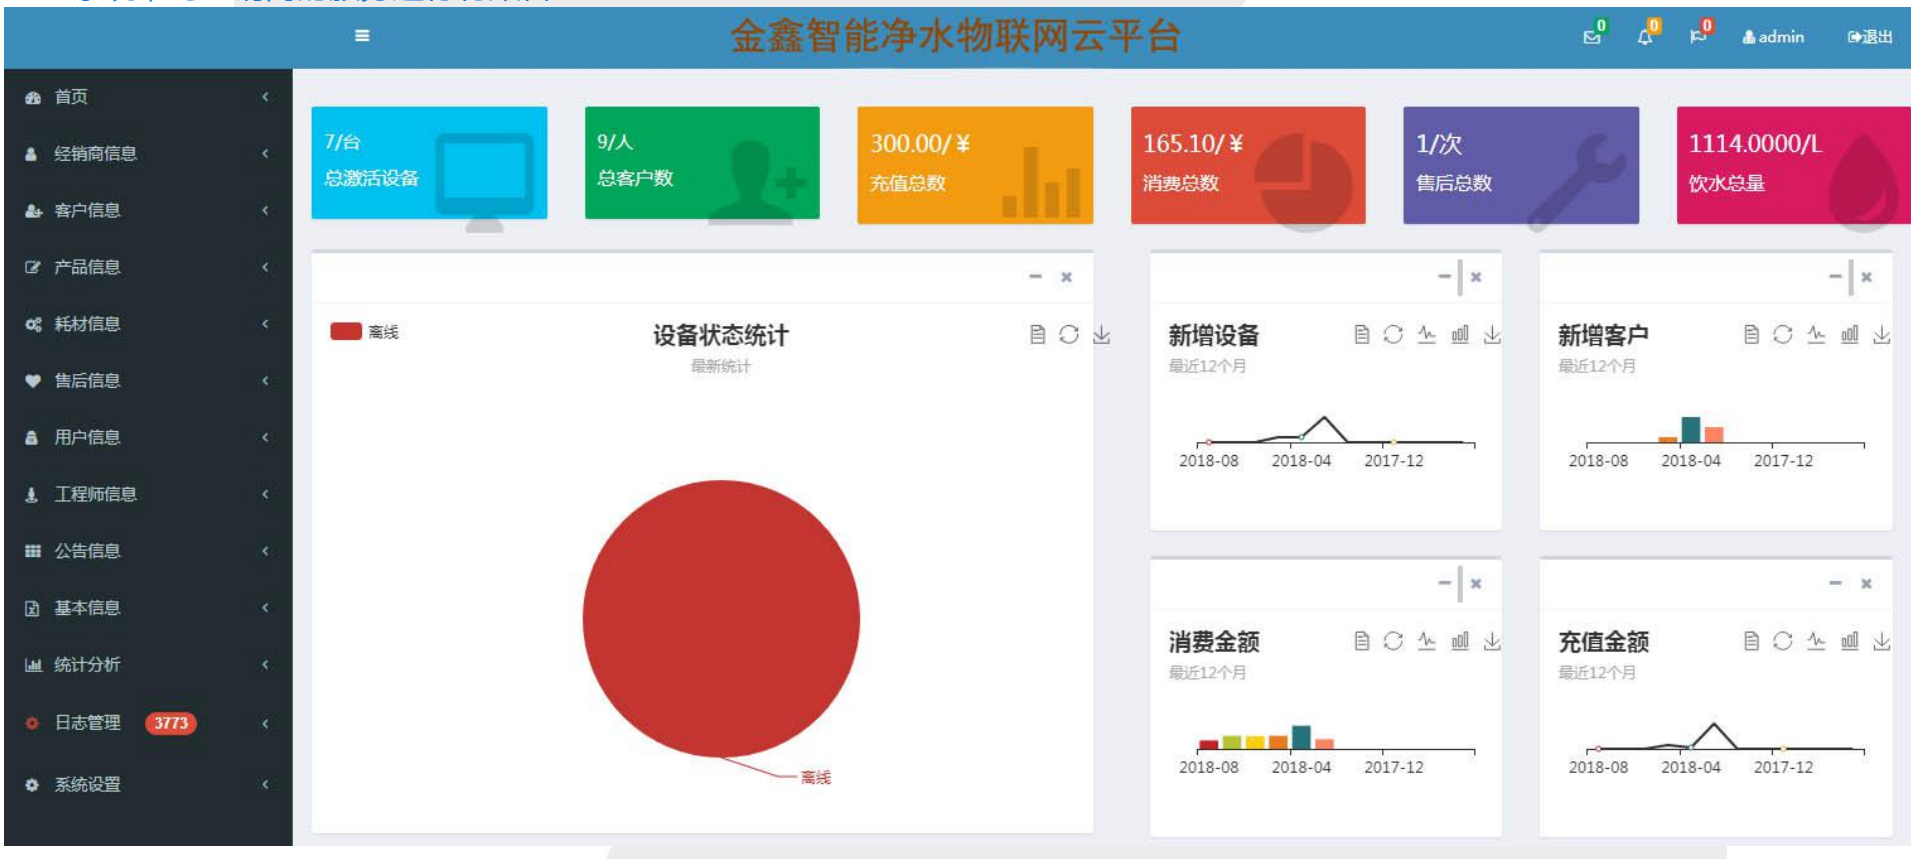 金鑫智能净水物联网云平台
0
0
0
admin
退出
首页
经销商信息
客户信息
产品信息
耗材信息
售后信息
用户信息
工程师信息
公告信息
基本信息
统计分析
日志管理 3773
系统设置
7/台
总激活设备
9/人
总客户数
300.00/¥
充值总数
165.10/¥
消费总数
1/次
售后总数
1114.0000/L
饮水总量
离线
设备状态统计
最新统计
离线
新增设备
最近12个月
2018-08 2018-04 2017-12
新增客户
最近12个月
2018-08 2018-04 2017-12
消费金额
最近12个月
2018-08 2018-04 2017-12
充值金额
最近12个月
2018-08 2018-04 2017-12